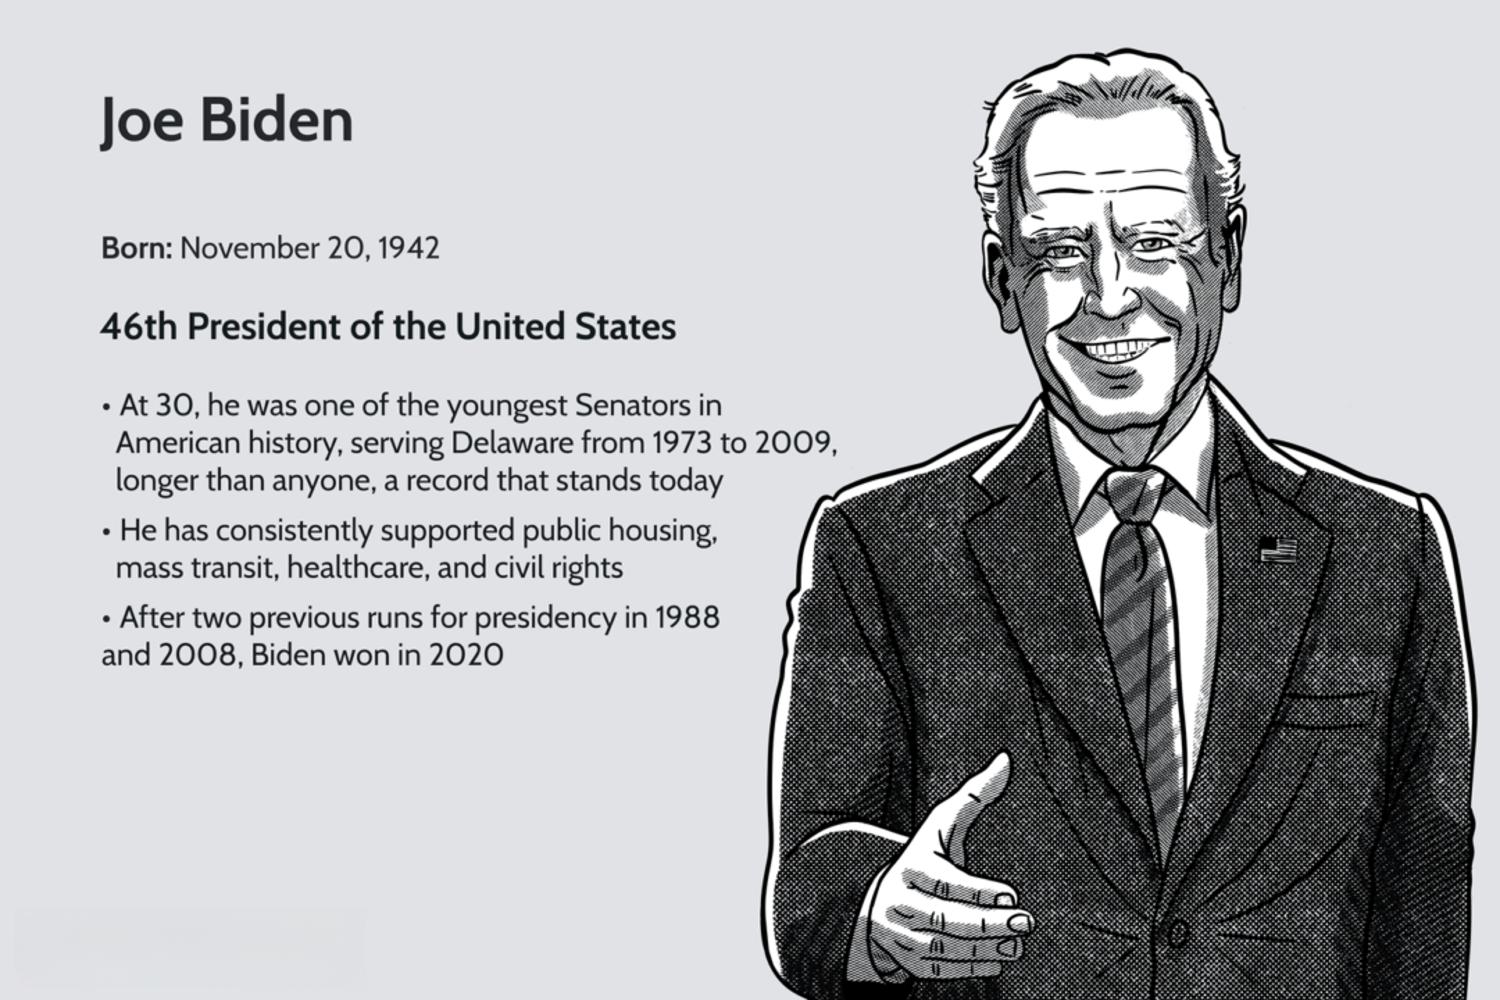 Joe Biden
Born: November 20, 1942
46th President of the United States
• At 30, he was one of the youngest Senators in
American history, serving Delaware from 1973 to 2009,
longer than anyone, a record that stands today
• He has consistently supported public housing,
mass transit, healthcare, and civil rights
• After two previous runs for presidency in 1988
and 2008, Biden won in 2020